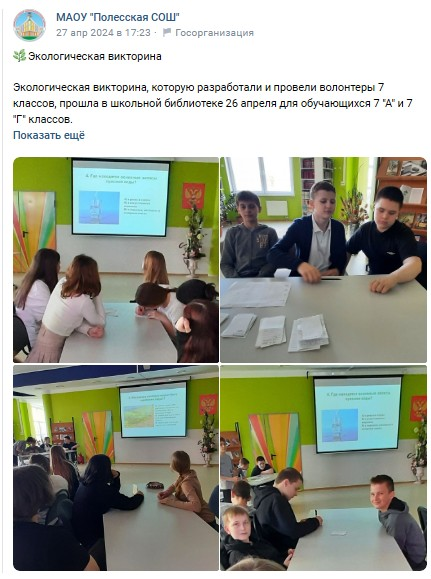 МАОУ "Полесская СОШ"
27 апр 2024 в 17:23 · Госорганизация
🌿Экологическая викторина
Экологическая викторина, которую разработали и провели волонтеры 7
классов, прошла в школьной библиотеке 26 апреля для обучающихся 7 "А" и 7
"Г" классов.
Показать ещё